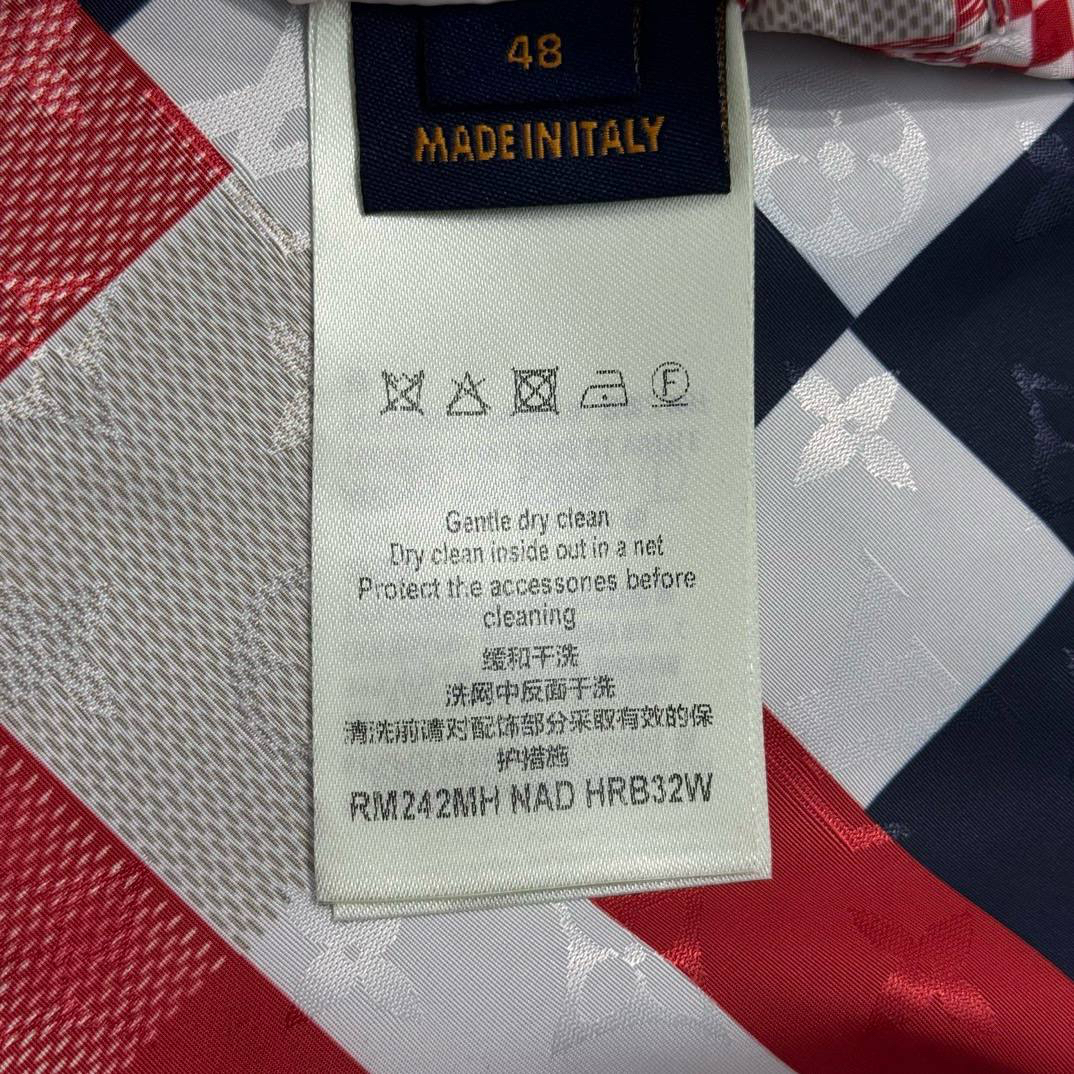 48
MADE IN ITALY
F
Gentle dry clean
Dry clean inside out in a net
Protect the accessories before
cleaning
缓和干洗
洗网中反面干洗
清洗前请对配饰部分采取有效的保
护措施
RM242MH NAD HRB32W